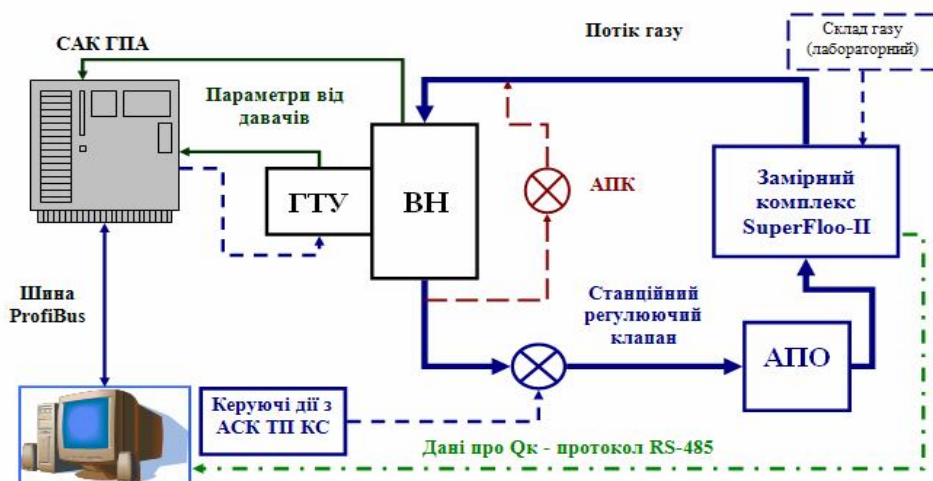 САК ГПА
Потік газу
Склад газу
(лабораторний)
Параметри від
давачів
ГТУ
ВН
АПК
Замірний
комплекс
SuperFloo-II
Шина
ProfiBus
Станційний
регулюючий
клапан
АПО
Керуючі дії з
АСК ТП КС
Дані про Qк - протокол RS-485